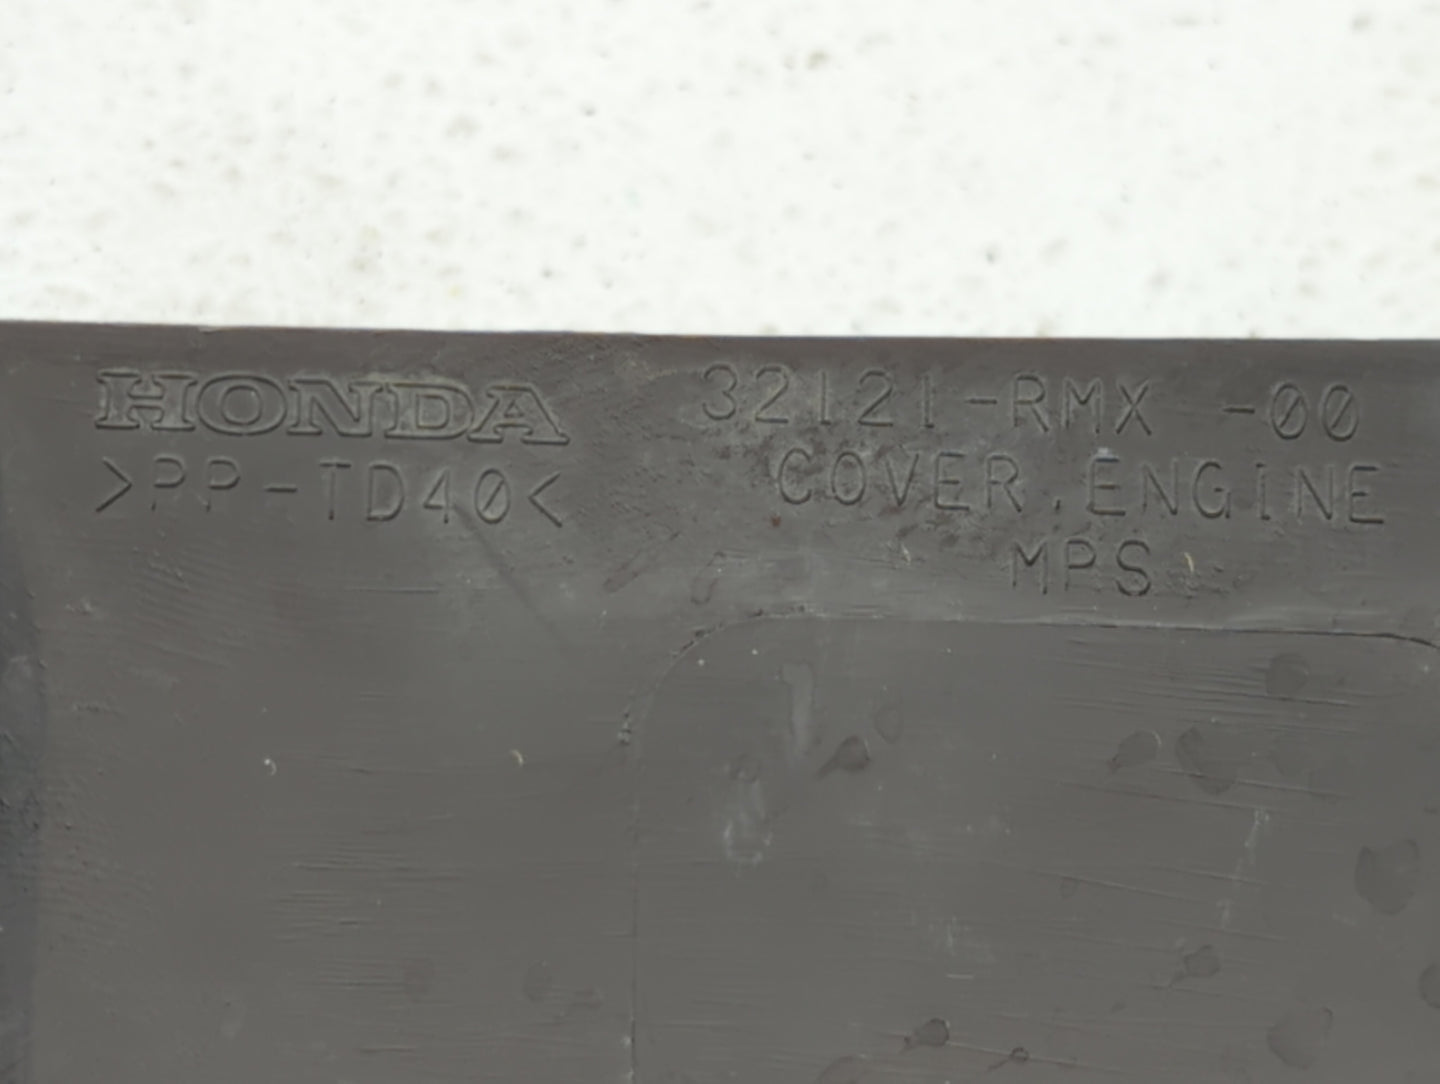 HONDA
>PP-TD40<
32121-RMX -00
COVER.ENGINE
MPS